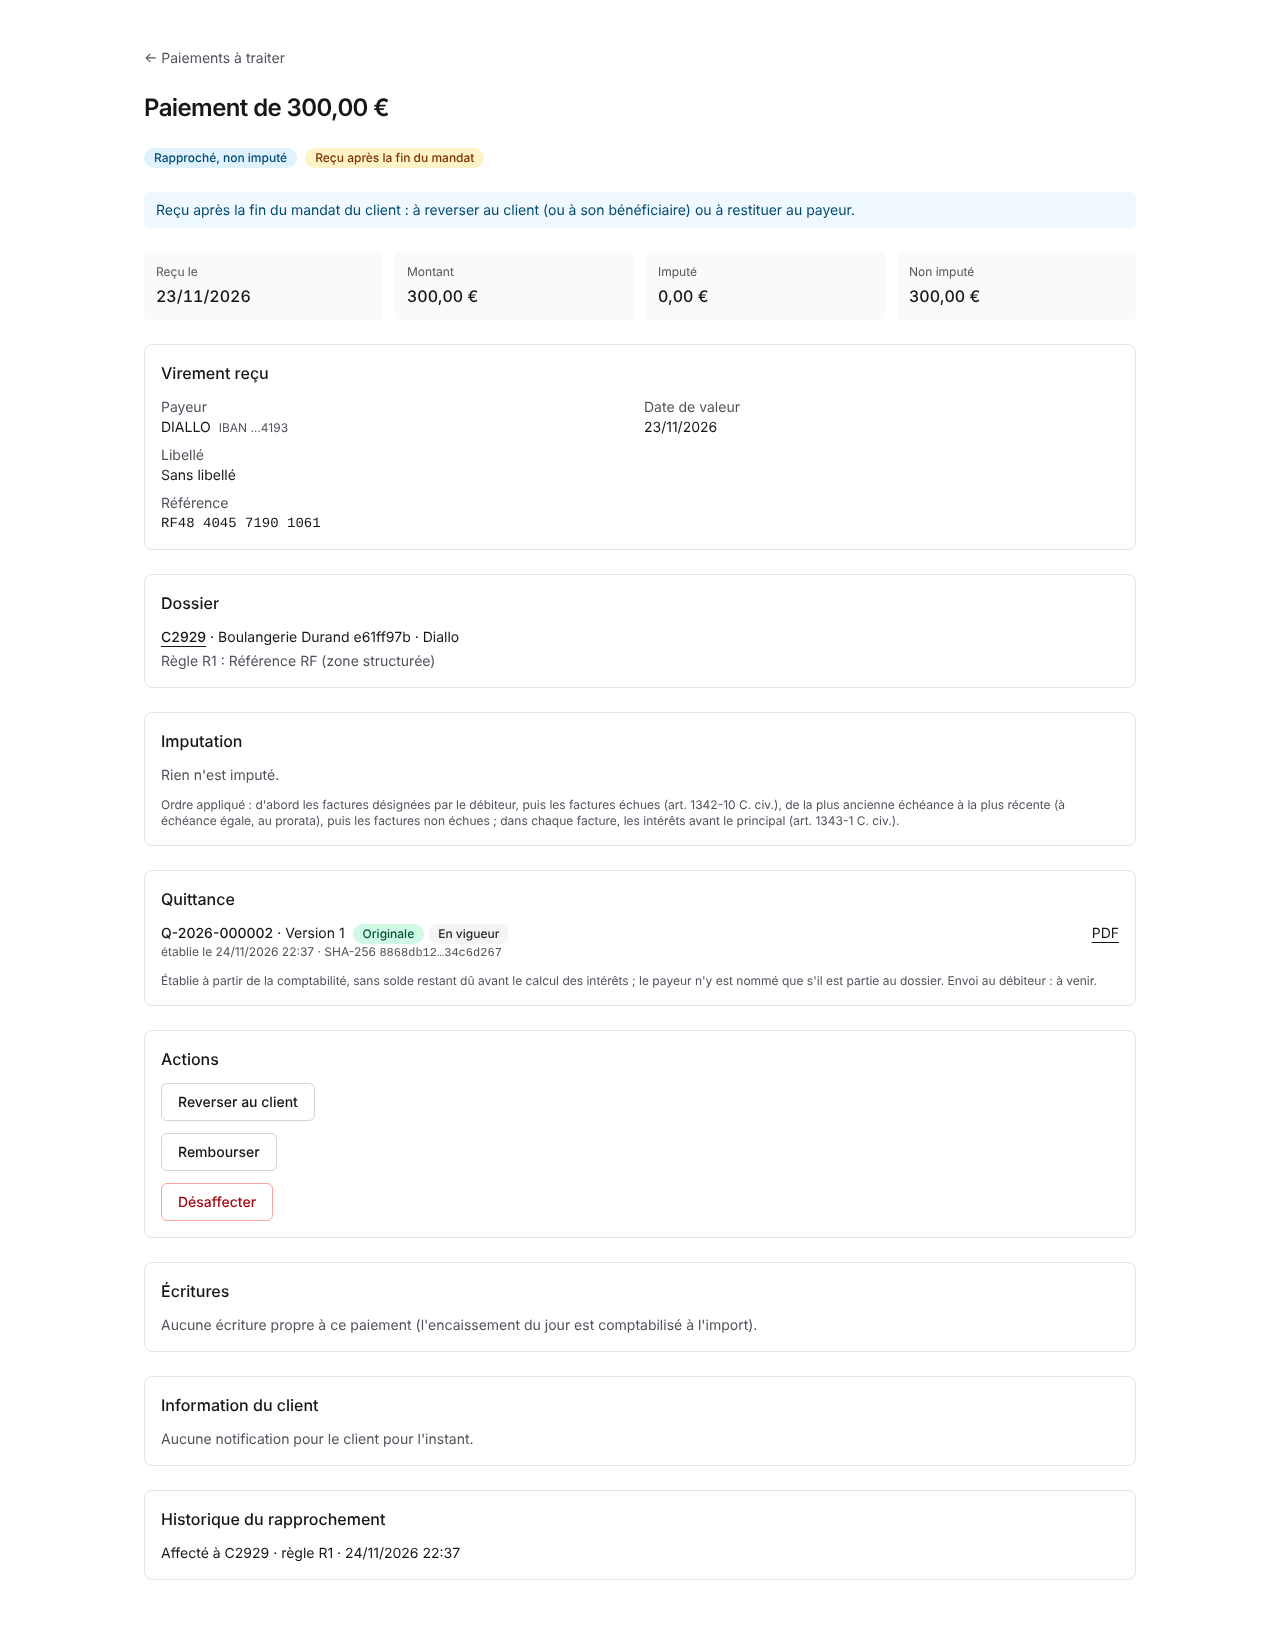 ← Paiements à traiter
Paiement de 300,00 €
Rapproché, non imputé
Reçu après la fin du mandat
Reçu après la fin du mandat du client : à reverser au client (ou à son bénéficiaire) ou à restituer au payeur.
Reçu le
23/11/2026
Montant
300,00 €
Imputé
0,00 €
Non imputé
300,00 €
Virement reçu
Payeur
DIALLO IBAN …4193
Date de valeur
23/11/2026
Libellé
Sans libellé
Référence
RF48 4045 7190 1061
Dossier
C2929 · Boulangerie Durand e61ff97b · Diallo
Règle R1 : Référence RF (zone structurée)
Imputation
Rien n'est imputé.
Ordre appliqué : d'abord les factures désignées par le débiteur, puis les factures échues (art. 1342-10 C. civ.), de la plus ancienne échéance à la plus récente (à
échéance égale, au prorata), puis les factures non échues ; dans chaque facture, les intérêts avant le principal (art. 1343-1 C. civ.).
Quittance
Q-2026-000002 · Version 1 Originale En vigueur
PDF
établie le 24/11/2026 22:37 · SHA-256 8868db12…34c6d267
Établie à partir de la comptabilité, sans solde restant dû avant le calcul des intérêts ; le payeur n'y est nommé que s'il est partie au dossier. Envoi au débiteur : à venir.
Actions
Reverser au client
Rembourser
Désaffecter
Écritures
Aucune écriture propre à ce paiement (l'encaissement du jour est comptabilisé à l'import).
Information du client
Aucune notification pour le client pour l'instant.
Historique du rapprochement
Affecté à C2929 · règle R1 · 24/11/2026 22:37